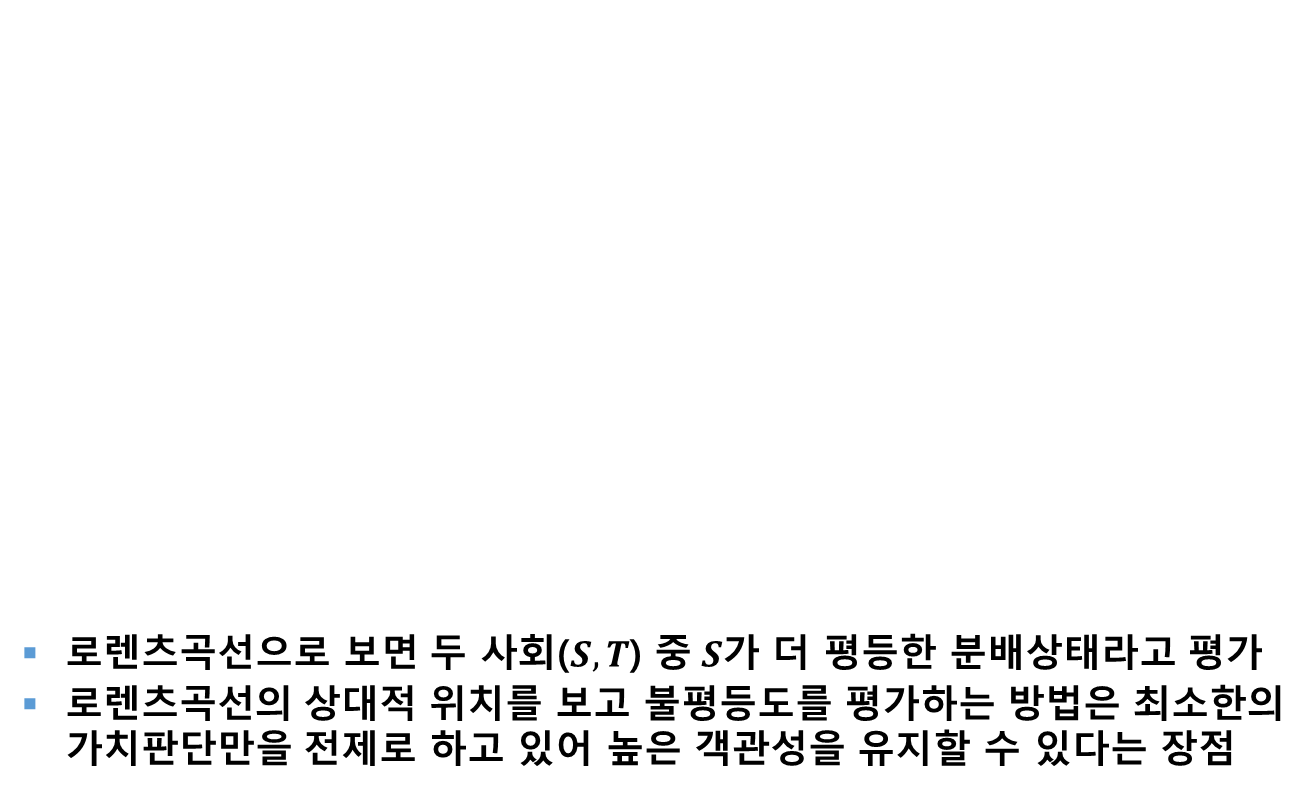 ▪ 로렌츠곡선으로 보면 두 사회(S, T) 중 S가 더 평등한 분배상태라고 평가
▪ 로렌츠곡선의 상대적 위치를 보고 불평등도를 평가하는 방법은 최소한의
가치판단만을 전제로 하고 있어 높은 객관성을 유지할 수 있다는 장점